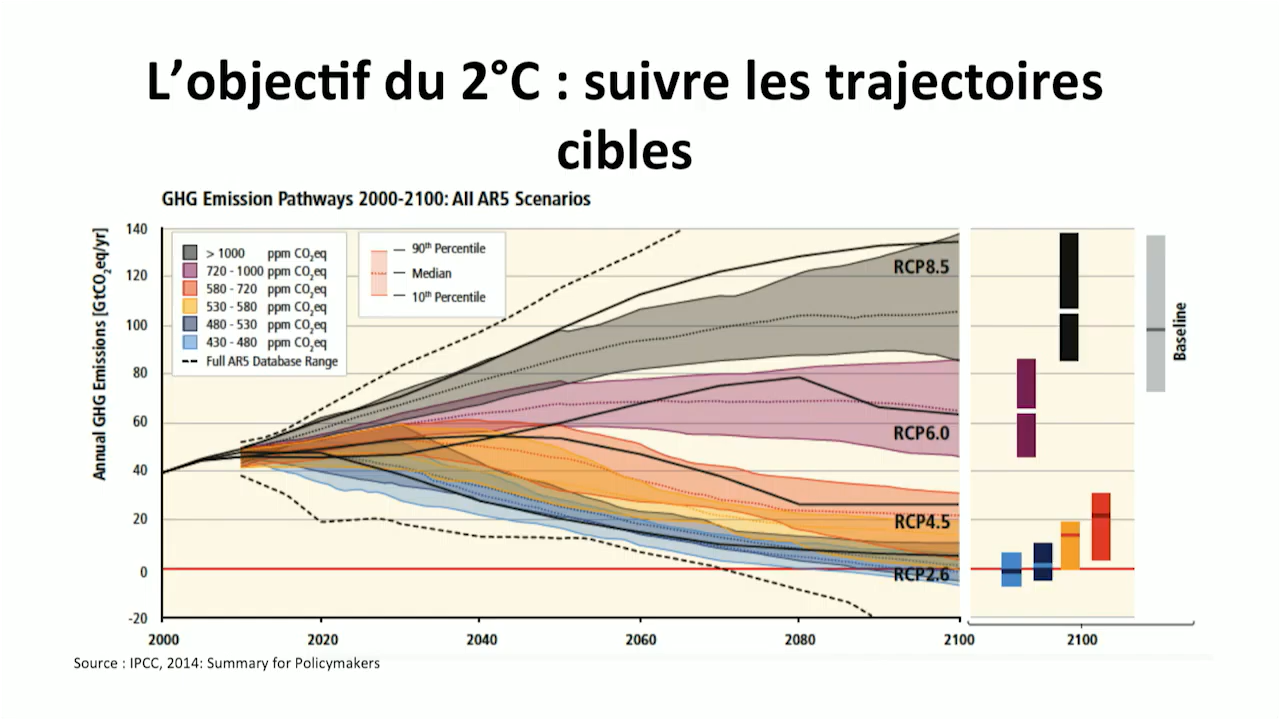 L’objectif du 2°C : suivre les trajectoires
cibles
GHG Emission Pathways 2000-2100: All AR5 Scenarios
Annual GHG Emissions [GtCO₂eq/yr]
140
120
100
80
60
40
20
0
-20
> 1000 ppm CO₂eq
720 - 1000 ppm CO₂eq
580 - 720 ppm CO₂eq
530 - 580 ppm CO₂eq
480 - 530 ppm CO₂eq
430 - 480 ppm CO₂eq
Full AR5 Database Range
90th Percentile
Median
10th Percentile
RCP8.5
RCP6.0
RCP4.5
RCP2.6
Baseline
2000 2020 2040 2060 2080 2100 2100
Source : IPCC, 2014: Summary for Policymakers